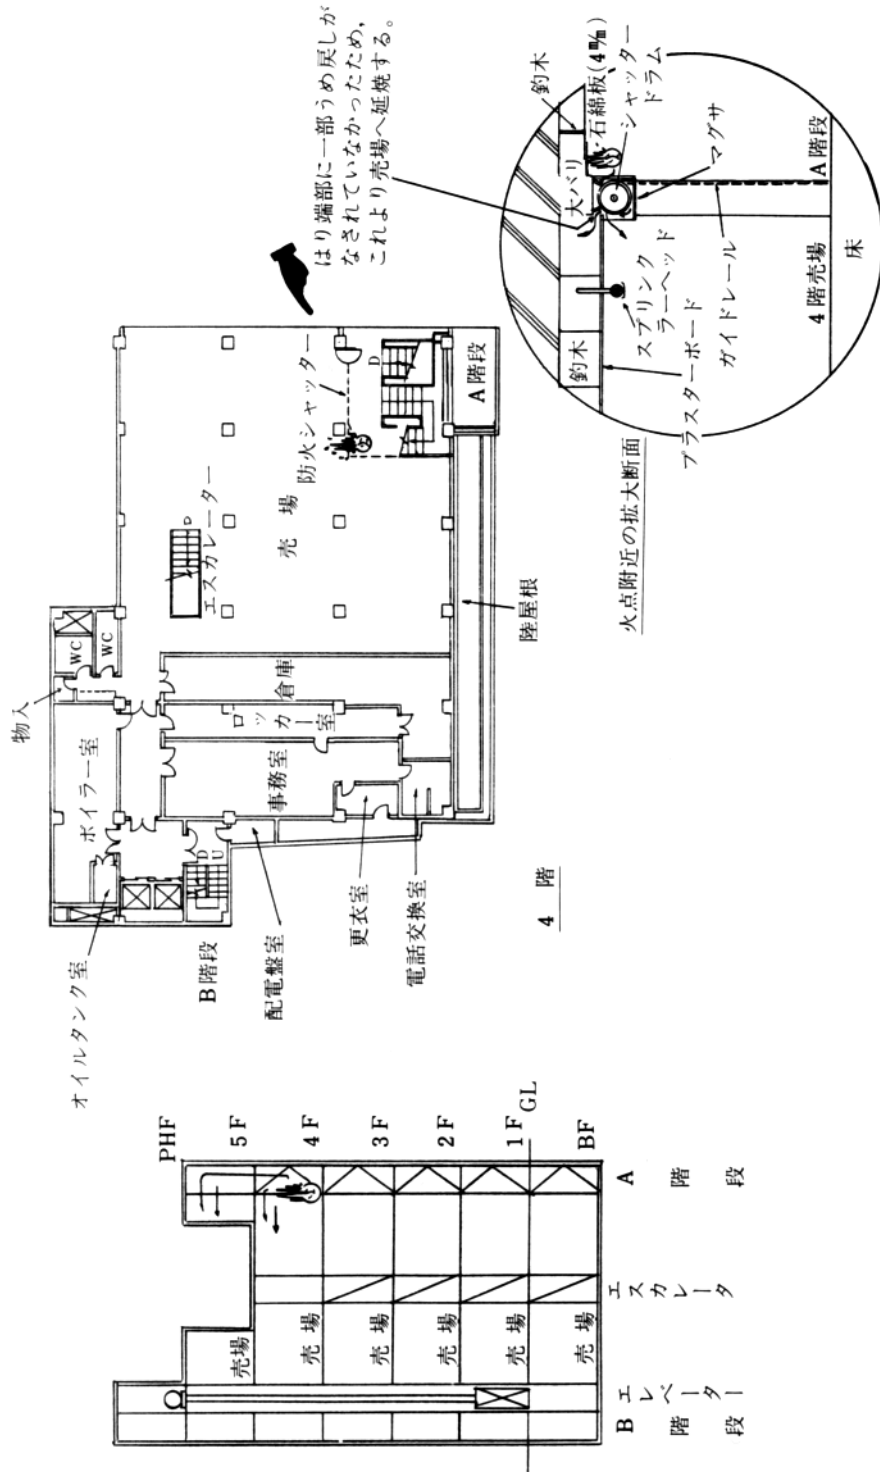 はり端部に一部うめ戻しが
なされていなかったため，
これより売場へ延焼する。
物入
ボイラー室
オイルタンク室
WC
WC
エスカレーター
D
売場
防火シャッター
D
A階段
倉庫
ロッカー室
事務室
D
U
B階段
配電盤室
更衣室
電話交換室
陸屋根
4 階
釣木
石綿板(4㎜)
シャッター
ドラム
大バリ
マグサ
A階段
釣木
スプリンク
ラーヘッド
ガイドレール
プラスターボード
4階売場
床
火点附近の拡大断面
PHF
5F
4F
3F
2F
1F
GL
BF
売場
売場
売場
売場
売場
売場
B階段
エレベーター
エスカレータ
A階段